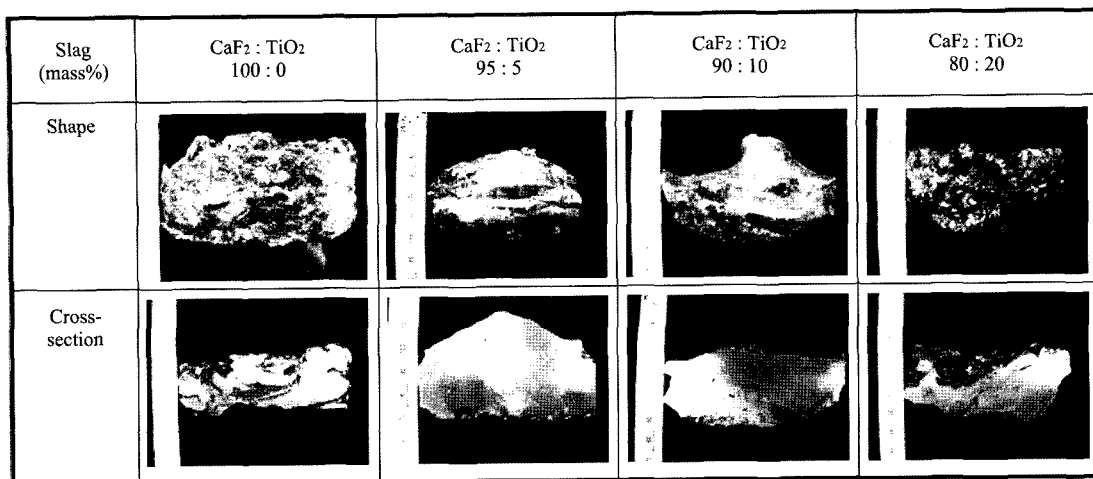 Slag
(mass%)
CaF2 : TiO2
100 : 0
CaF2 : TiO2
95 : 5
CaF2 : TiO2
90 : 10
CaF2 : TiO2
80 : 20
Shape
Cross-
section